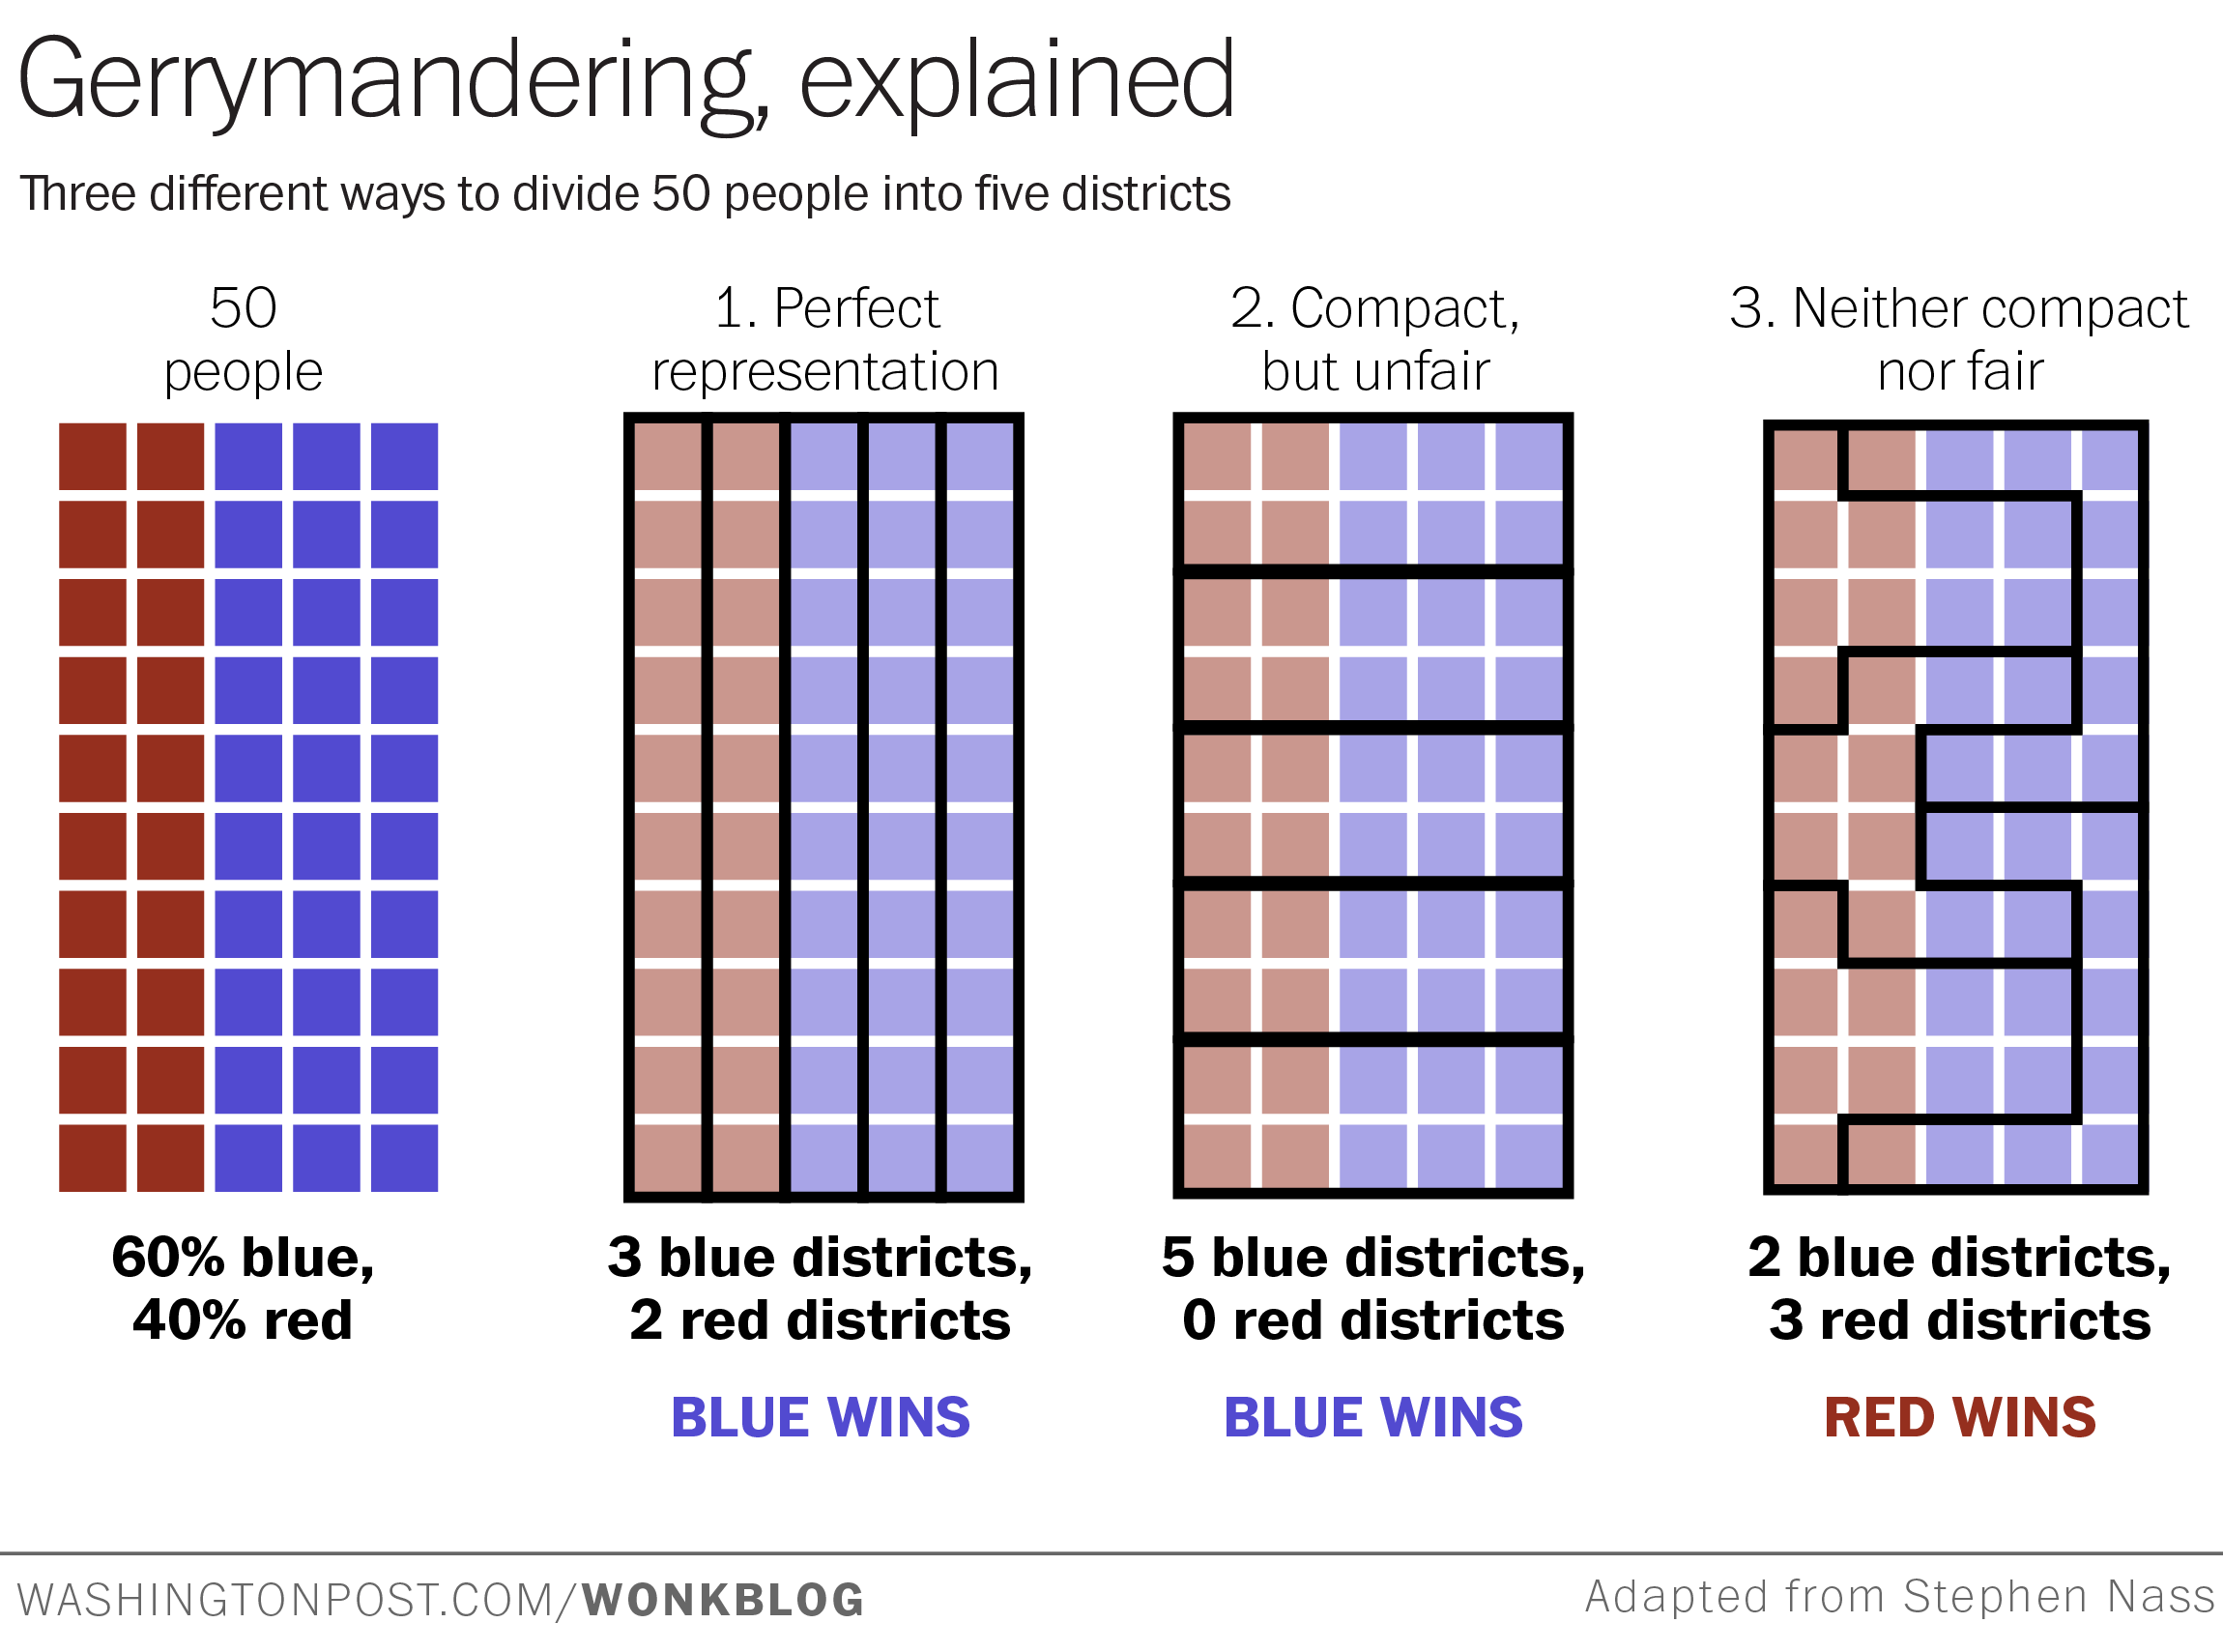 Gerrymandering, explained
Three different ways to divide 50 people into five districts
50
people
1. Perfect
representation
2. Compact,
but unfair
3. Neither compact
nor fair
60% blue,
40% red
3 blue districts,
2 red districts
5 blue districts,
0 red districts
2 blue districts,
3 red districts
BLUE WINS
BLUE WINS
RED WINS
WASHINGTONPOST.COM/WONKBLOG
Adapted from Stephen Nass